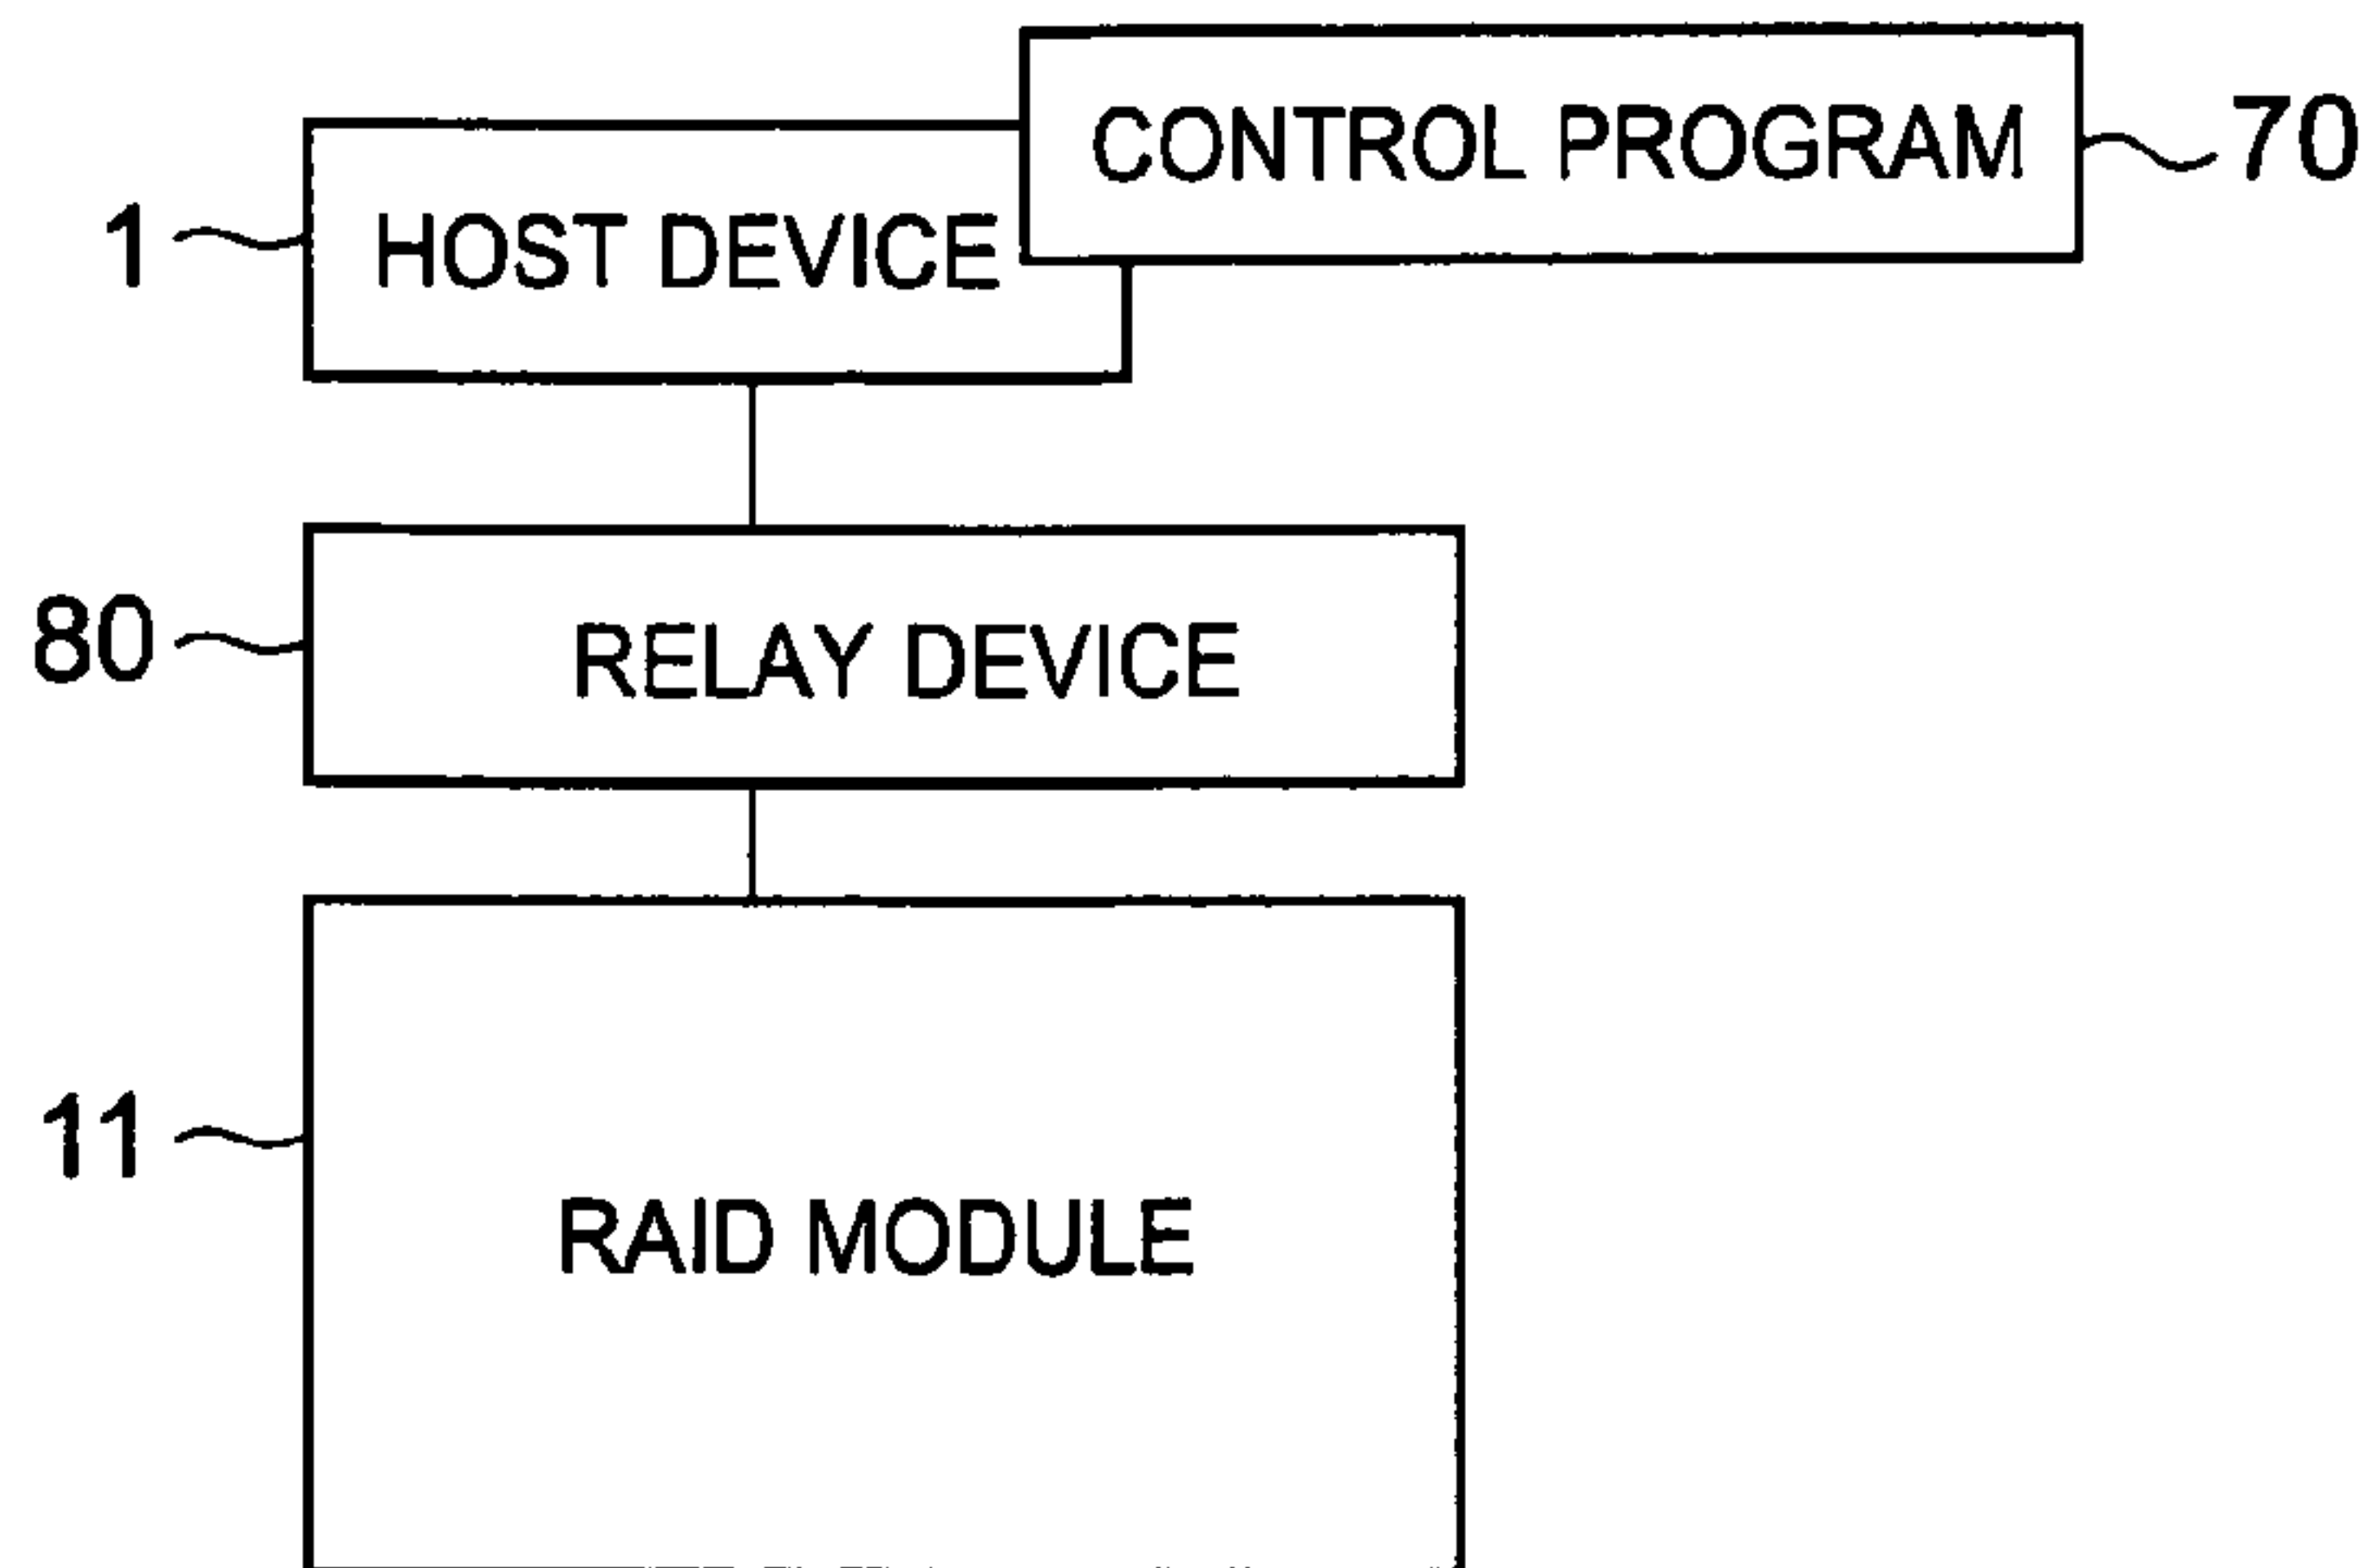 CONTROL PROGRAM
70
1
HOST DEVICE
80
RELAY DEVICE
11
RAID MODULE